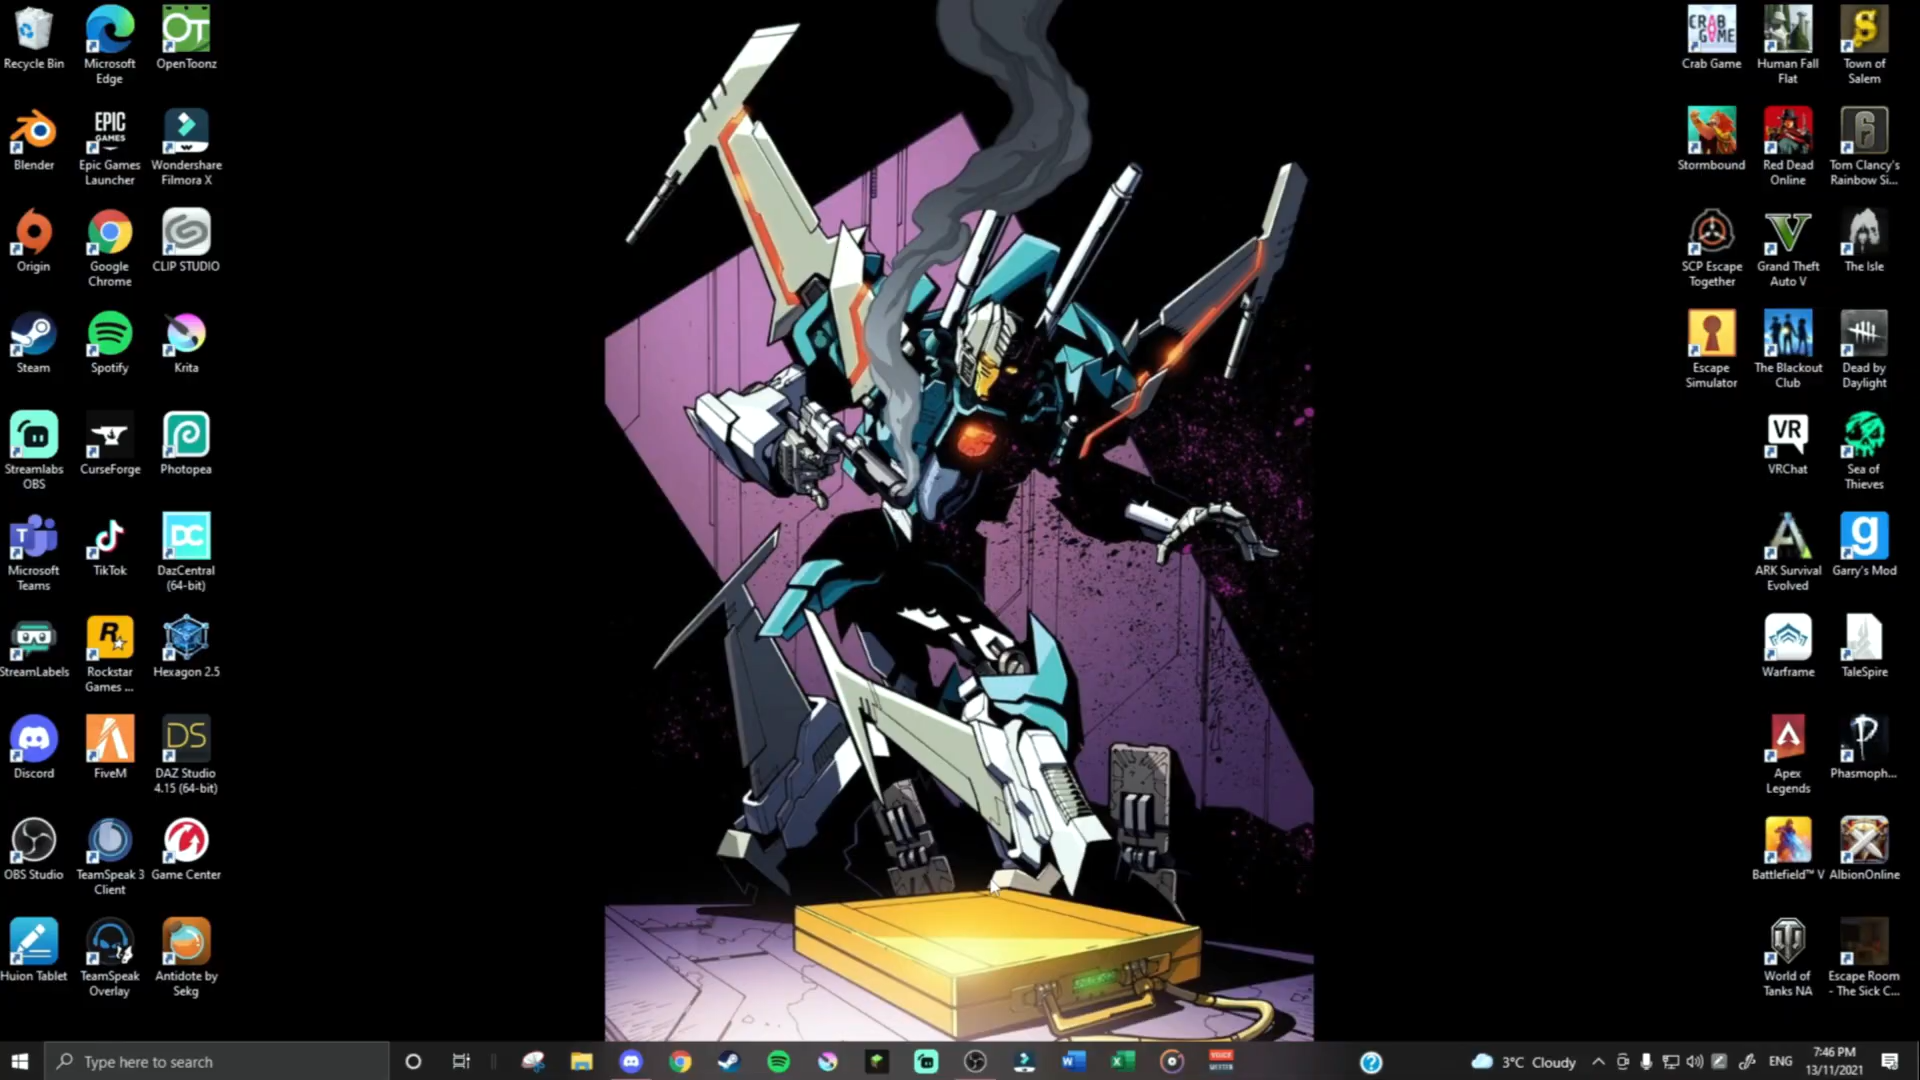 Recycle Bin
Microsoft
Edge
OT
OpenToonz
Blender
EPIC
GAMES
Epic Games
Launcher
Wondershare
Filmora X
Origin
Google
Chrome
CLIP STUDIO
Steam
Spotify
Krita
Streamlabs
OBS
CurseForge
Photopea
T
Microsoft
Teams
TikTok
DC
DazCentral
(64-bit)
StreamLabels
R
Rockstar
Games ...
Hexagon 2.5
Discord
FiveM
DS
DAZ Studio
4.15 (64-bit)
OBS Studio
TeamSpeak 3
Client
Game Center
Huion Tablet
TeamSpeak
Overlay
Antidote by
Sekg
CRAB
GAME
Crab Game
Human Fall
Flat
S
Town of
Salem
Stormbound
Red Dead
Online
6
Tom Clancy's
Rainbow Si...
SCP Escape
Together
V
Grand Theft
Auto V
The Isle
Escape
Simulator
The Blackout
Club
Dead by
Daylight
VR
VRChat
Sea of
Thieves
ARK Survival
Evolved
g
Garry's Mod
Warframe
TaleSpire
Apex
Legends
Phasmoph...
Battlefield™ V
AlbionOnline
World of
Tanks NA
Escape Room
- The Sick C...
Type here to search
W
X
?
3°C Cloudy
ENG
7:46 PM
13/11/2021